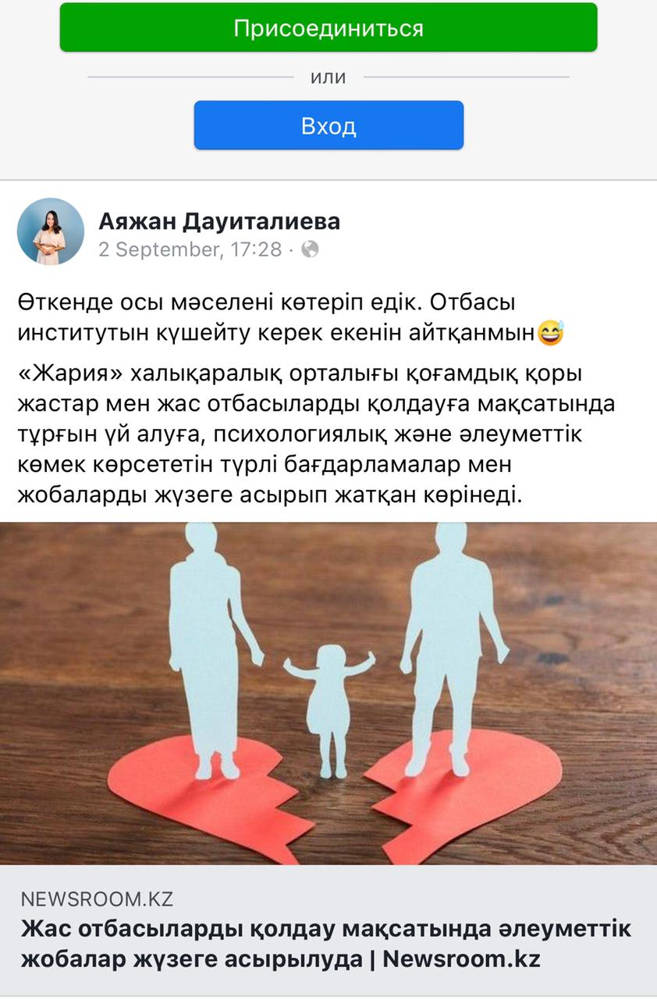 Присоединиться
или
Вход
Аяжан Дауиталиева
2 September, 17:28 ·
Өткенде осы мәселені көтеріп едік. Отбасы
институтын күшейту керек екенін айтқанмын😅
«Жария» халықаралық орталығы қоғамдық қоры
жастар мен жас отбасыларды қолдауға мақсатында
тұрғын үй алуға, психологиялық және әлеуметтік
көмек көрсететін түрлі бағдарламалар мен
жобаларды жүзеге асырып жатқан көрінеді.
NEWSROOM.KZ
Жас отбасыларды қолдау мақсатында әлеуметтік
жобалар жүзеге асырылуда | Newsroom.kz